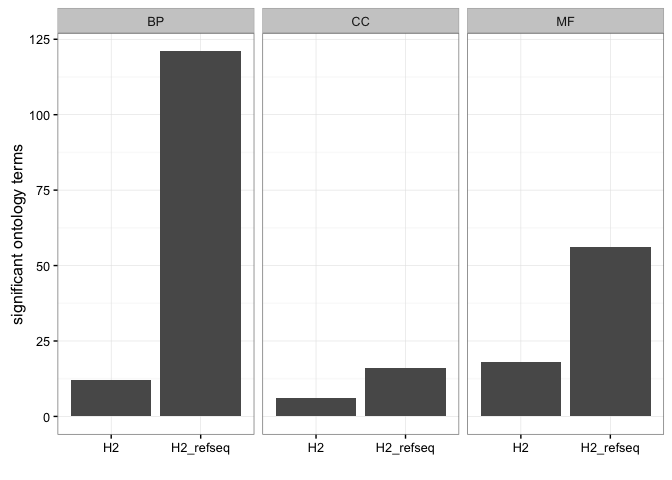 BP CC MF
significant ontology terms
125
100
75
50
25
0
H2 H2_refseq H2 H2_refseq H2 H2_refseq